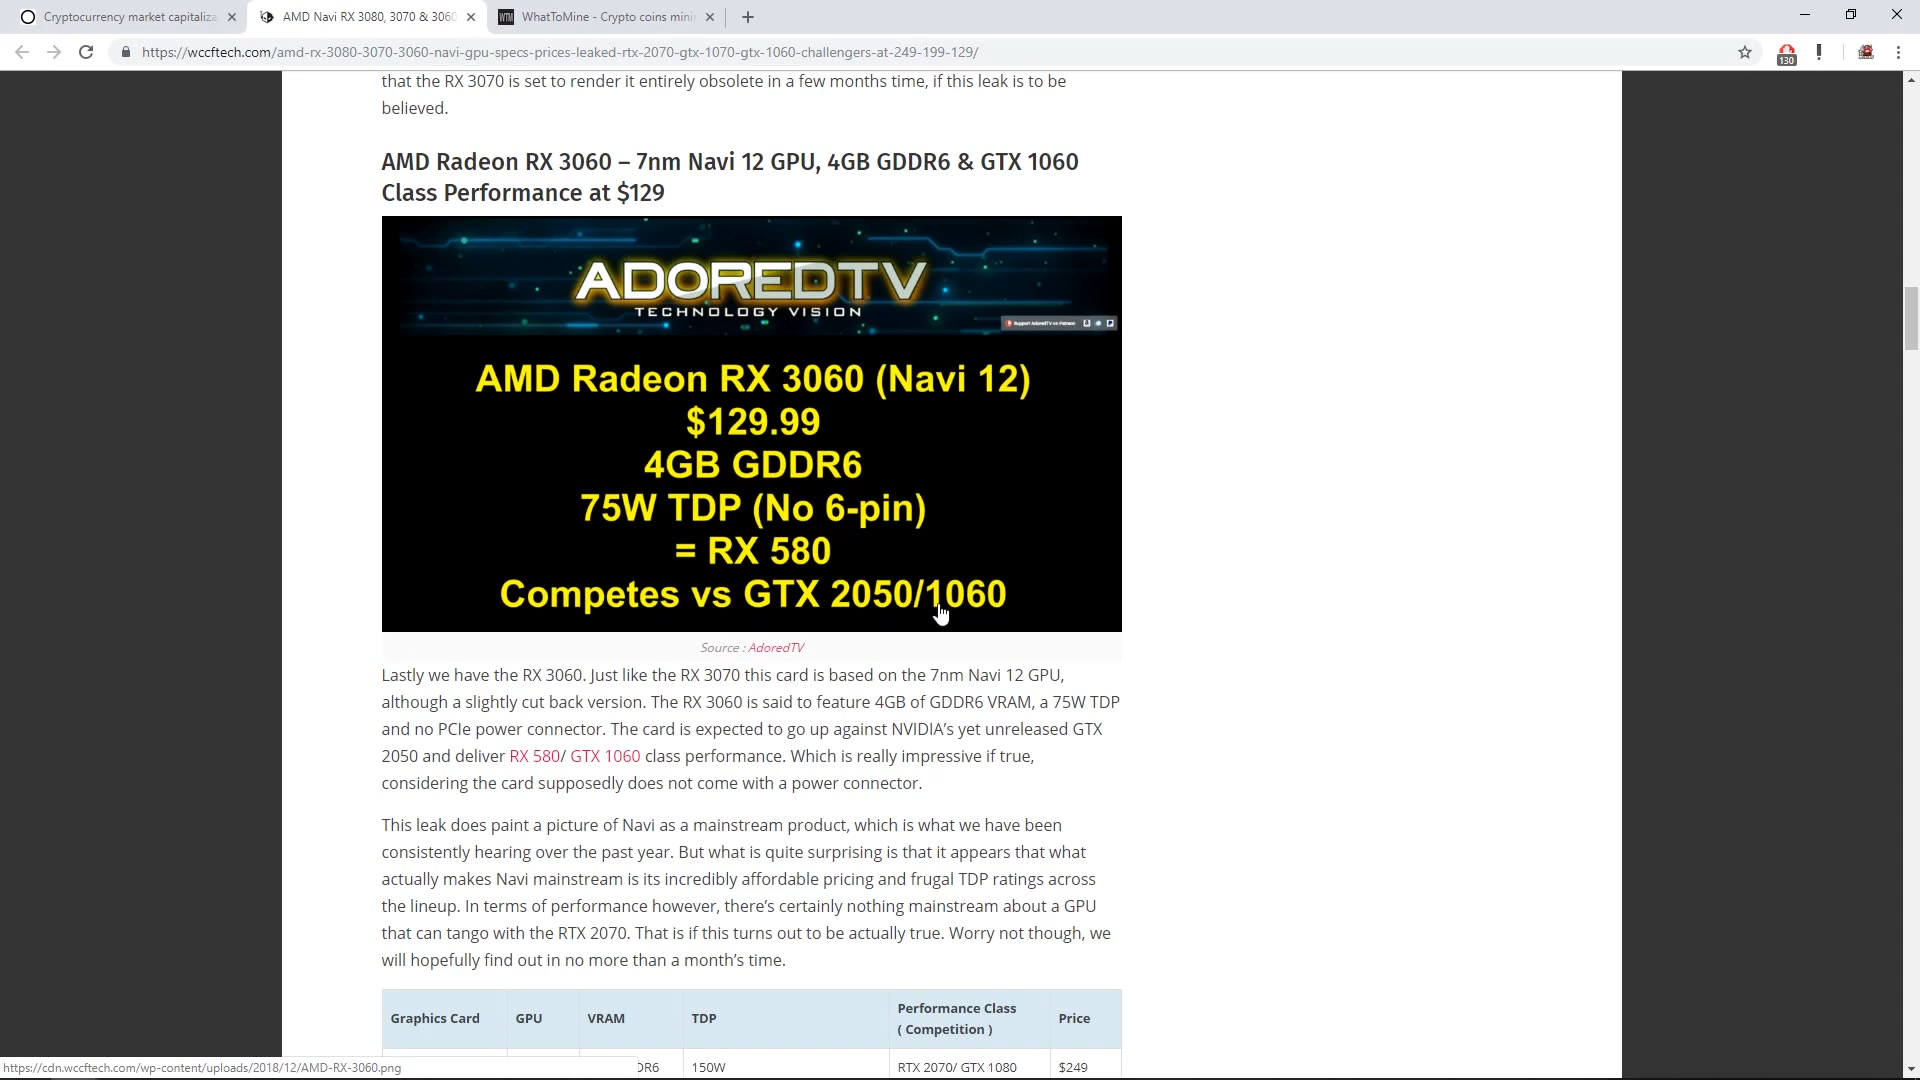 Cryptocurrency market capitaliza
AMD Navi RX 3080, 3070 & 3060
WTM
WhatToMine - Crypto coins mini
https://wccftech.com/amd-rx-3080-3070-3060-navi-gpu-specs-prices-leaked-rtx-2070-gtx-1070-gtx-1060-challengers-at-249-199-129/
130
that the RX 3070 is set to render it entirely obsolete in a few months time, if this leak is to be
believed.
AMD Radeon RX 3060 – 7nm Navi 12 GPU, 4GB GDDR6 & GTX 1060
Class Performance at $129
ADOREDTV
TECHNOLOGY VISION
Support AdoredTV on Patreon
AMD Radeon RX 3060 (Navi 12)
$129.99
4GB GDDR6
75W TDP (No 6-pin)
= RX 580
Competes vs GTX 2050/1060
Source : AdoredTV
Lastly we have the RX 3060. Just like the RX 3070 this card is based on the 7nm Navi 12 GPU,
although a slightly cut back version. The RX 3060 is said to feature 4GB of GDDR6 VRAM, a 75W TDP
and no PCIe power connector. The card is expected to go up against NVIDIA's yet unreleased GTX
2050 and deliver RX 580/ GTX 1060 class performance. Which is really impressive if true,
considering the card supposedly does not come with a power connector.
This leak does paint a picture of Navi as a mainstream product, which is what we have been
consistently hearing over the past year. But what is quite surprising is that it appears that what
actually makes Navi mainstream is its incredibly affordable pricing and frugal TDP ratings across
the lineup. In terms of performance however, there's certainly nothing mainstream about a GPU
that can tango with the RTX 2070. That is if this turns out to be actually true. Worry not though, we
will hopefully find out in no more than a month's time.
Graphics Card GPU VRAM TDP Performance Class ( Competition ) Price
DR6 150W RTX 2070/ GTX 1080 $249
https://cdn.wccftech.com/wp-content/uploads/2018/12/AMD-RX-3060.png